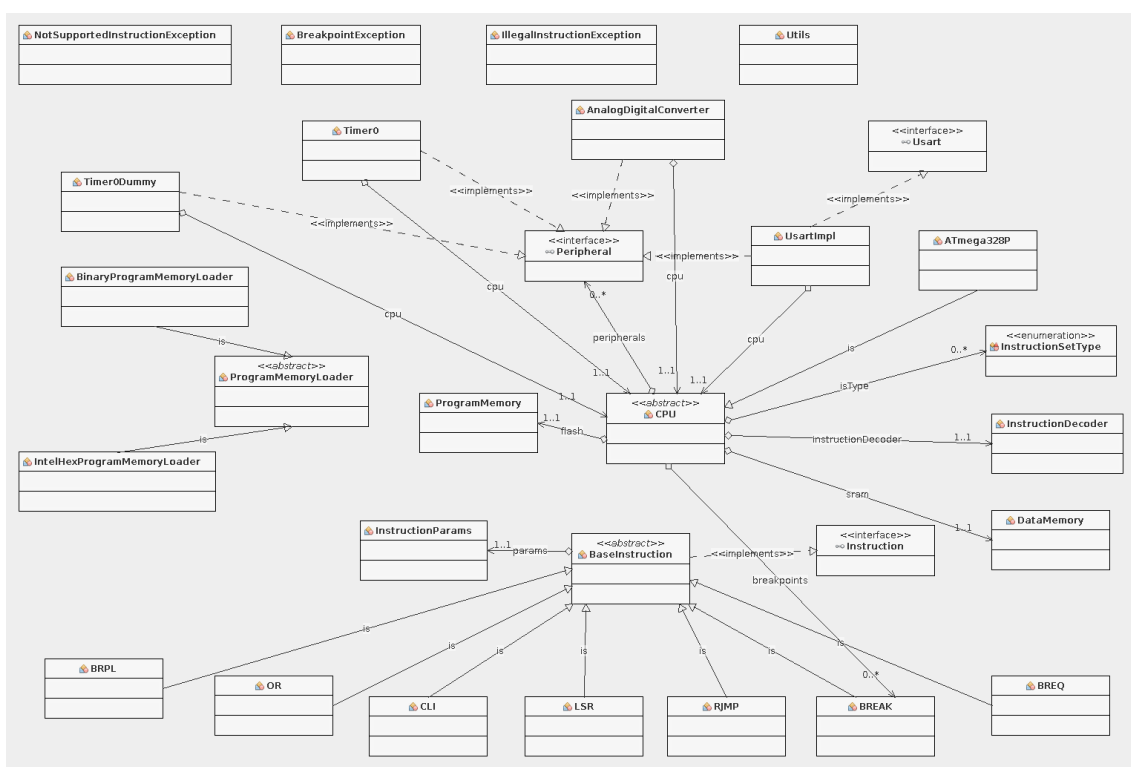 NotSupportedInstructionException
BreakpointException
IllegalInstructionException
Utils
AnalogDigitalConverter
Timer0
<<interface>>
Usart
Timer0Dummy
<<implements>>
<<implements>>
<<implements>>
<<implements>>
<<interface>>
Peripheral
<<implements>>
UsartImpl
ATmega328P
BinaryProgramMemoryLoader
cpu
cpu
0..*
cpu
peripherals
cpu
is
is
<<enumeration>>
InstructionSetType
0..*
<<abstract>>
ProgramMemoryLoader
1..1
1..1
1..1
isType
1..1
ProgramMemory
<<abstract>>
CPU
1..1
flash
instructionDecoder
1..1
InstructionDecoder
is
IntelHexProgramMemoryLoader
sram
1..1
DataMemory
InstructionParams
1..1
params
<<abstract>>
BaseInstruction
<<implements>>
<<interface>>
Instruction
breakpoints
is
is
is
is
is
is
is
0..*
BRPL
OR
CLI
LSR
RJMP
BREAK
BREQ